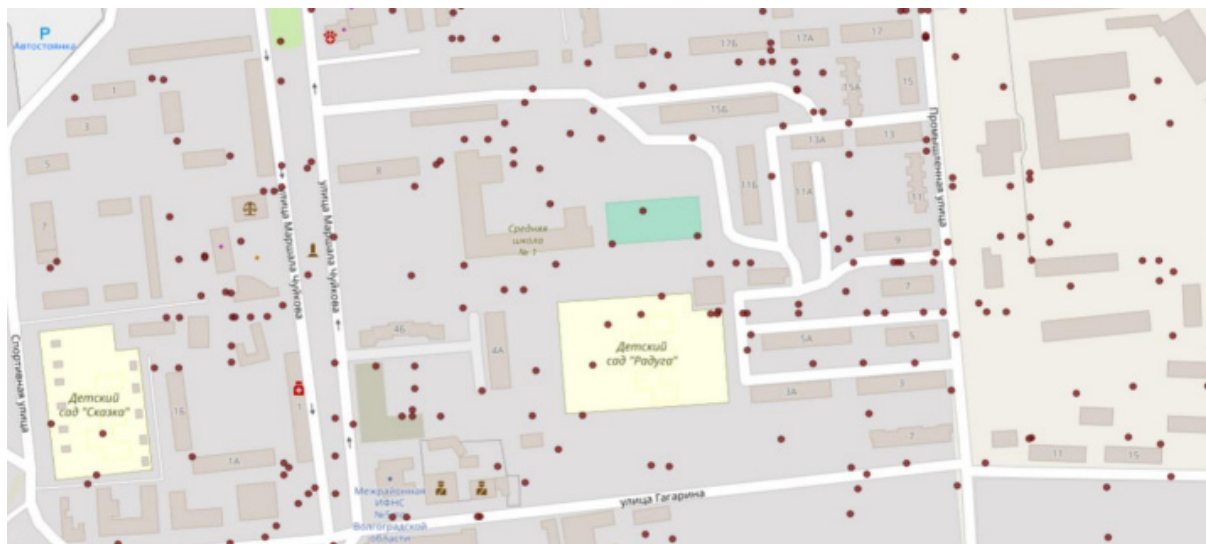 P
Автостоянка
17Б
17А
17
1
15А
15
15Б
3
13А
13
5
8
11Б
11А
11
Промышленная улица
улица Маршала Чуйкова
улица Маршала Чуйкова
7
Средняя
школа
№ 1
9
7
4Б
4А
5А
5
Спортивная улица
Детский
сад "Радуга"
Детский
сад "Сказка"
1Б
1
3А
3
7
1А
11
15
Межрайонная
ИФНС
Волгоградской
области
улица Гагарина